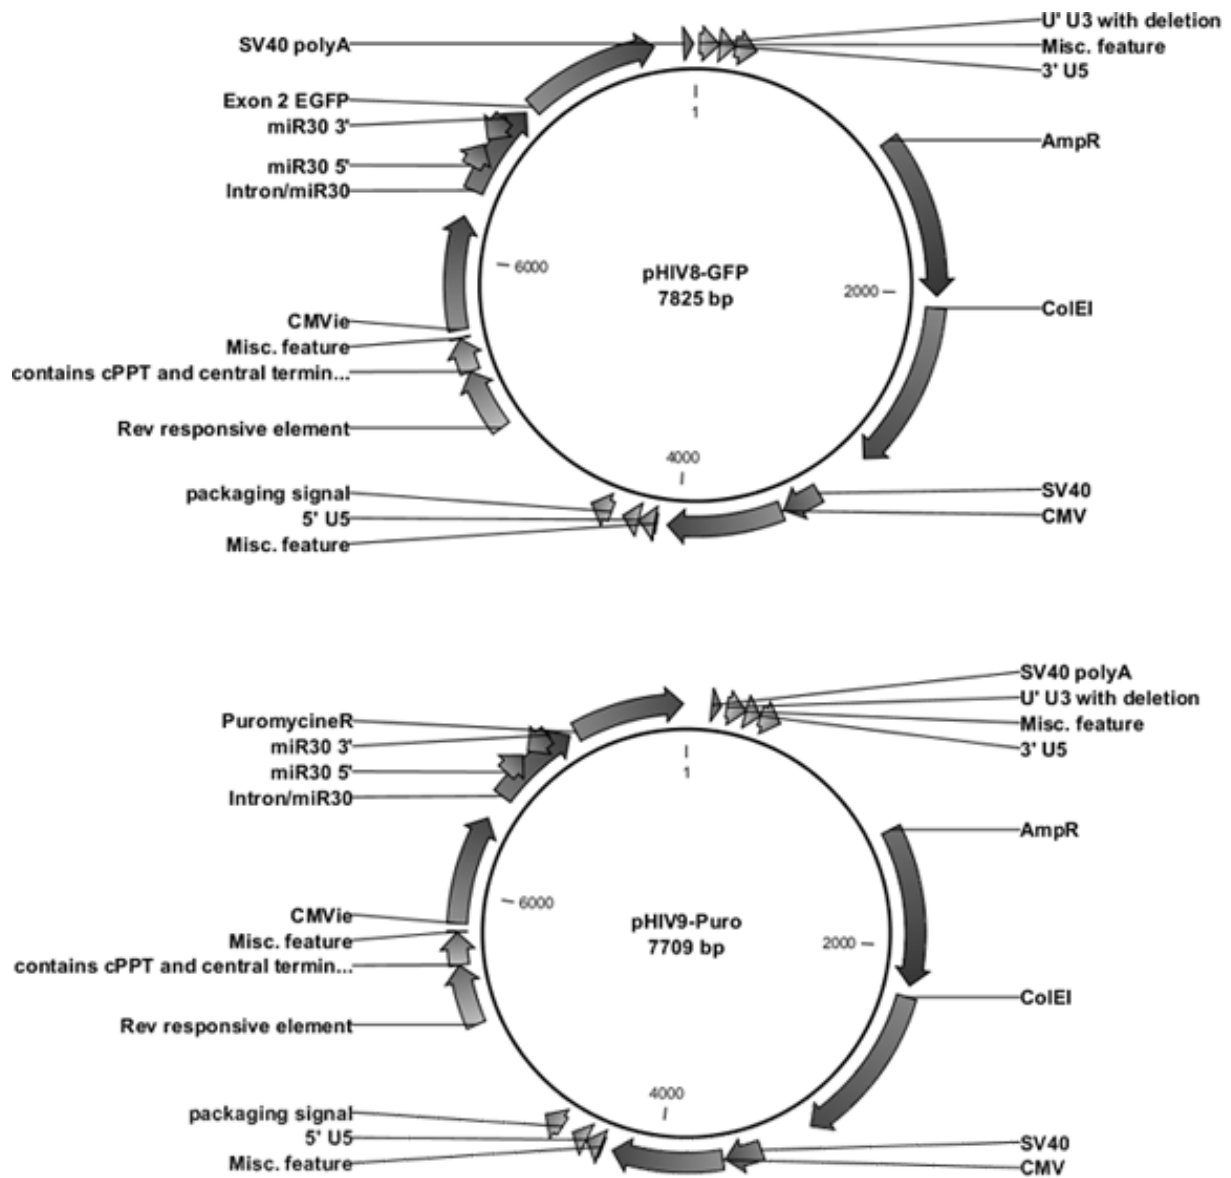 U' U3 with deletion
SV40 polyA
Misc. feature
3' U5
Exon 2 EGFP
1
miR30 3'
AmpR
miR30 5'
Intron/miR30
6000
pHIV8-GFP
7825 bp
2000
ColEI
CMVie
Misc. feature
contains cPPT and central termin...
Rev responsive element
4000
packaging signal
SV40
5' U5
CMV
Misc. feature
SV40 polyA
U' U3 with deletion
PuromycineR
Misc. feature
miR30 3'
3' U5
miR30 5'
1
Intron/miR30
AmpR
6000
pHIV9-Puro
7709 bp
CMVie
Misc. feature
2000
contains cPPT and central termin...
ColEI
Rev responsive element
4000
packaging signal
5' U5
SV40
Misc. feature
CMV